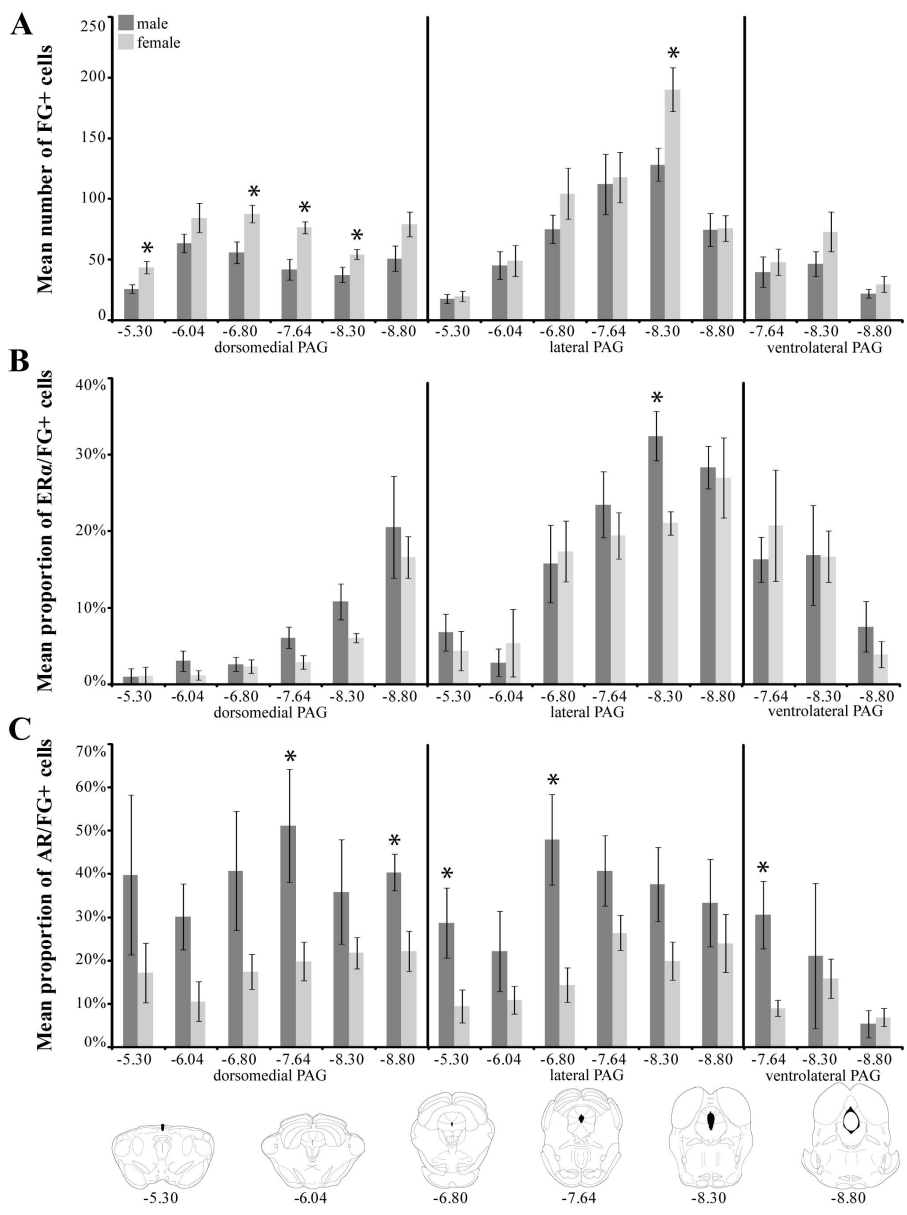 A
male
female
Mean number of FG+ cells
250
200
150
100
50
0
* * * * *
-5.30 -6.04 -6.80 -7.64 -8.30 -8.80 -5.30 -6.04 -6.80 -7.64 -8.30 -8.80 -7.64 -8.30 -8.80
dorsomedial PAG lateral PAG ventrolateral PAG
B
Mean proportion of ERα/FG+ cells
40%
30%
20%
10%
0%
*
-5.30 -6.04 -6.80 -7.64 -8.30 -8.80 -5.30 -6.04 -6.80 -7.64 -8.30 -8.80 -7.64 -8.30 -8.80
dorsomedial PAG lateral PAG ventrolateral PAG
C
Mean proportion of AR/FG+ cells
70%
60%
50%
40%
30%
20%
10%
0%
* * * * *
-5.30 -6.04 -6.80 -7.64 -8.30 -8.80 -5.30 -6.04 -6.80 -7.64 -8.30 -8.80 -7.64 -8.30 -8.80
dorsomedial PAG lateral PAG ventrolateral PAG
-5.30 -6.04 -6.80 -7.64 -8.30 -8.80